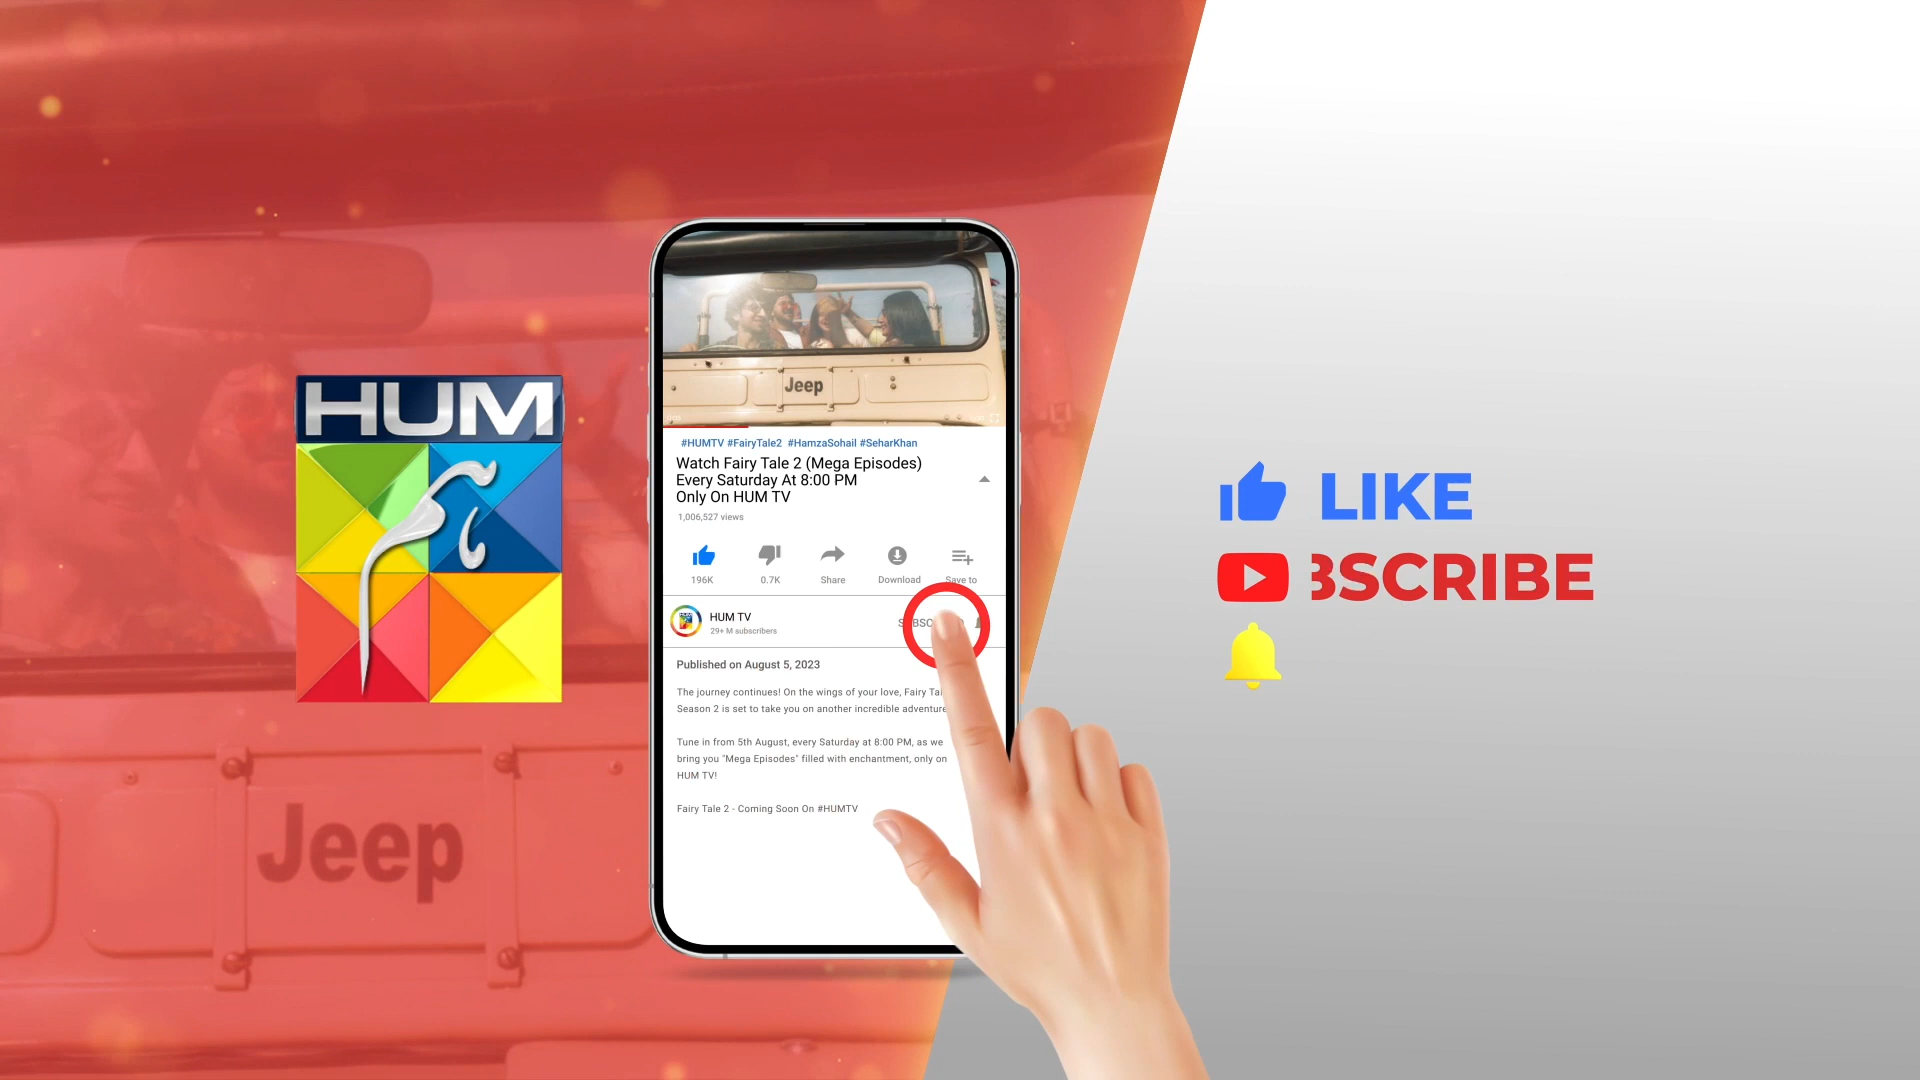 HUM
Jeep
Jeep
#HUMTV #FairyTale2 #HamzaSohail #SeharKhan
Watch Fairy Tale 2 (Mega Episodes)
Every Saturday At 8:00 PM
Only On HUM TV
1,006,527 views
196K
0.7K
Share
Download
Save to
HUM TV
29+ M subscribers
Published on August 5, 2023
The journey continues! On the wings of your love, Fairy
Season 2 is set to take you on another incredible adventure
Tune in from 5th August, every Saturday at 8:00 PM, as we
bring you "Mega Episodes" filled with enchantment, only on
HUM TV!
Fairy Tale 2 - Coming Soon On #HUMTV
LIKE
BSCRIBE